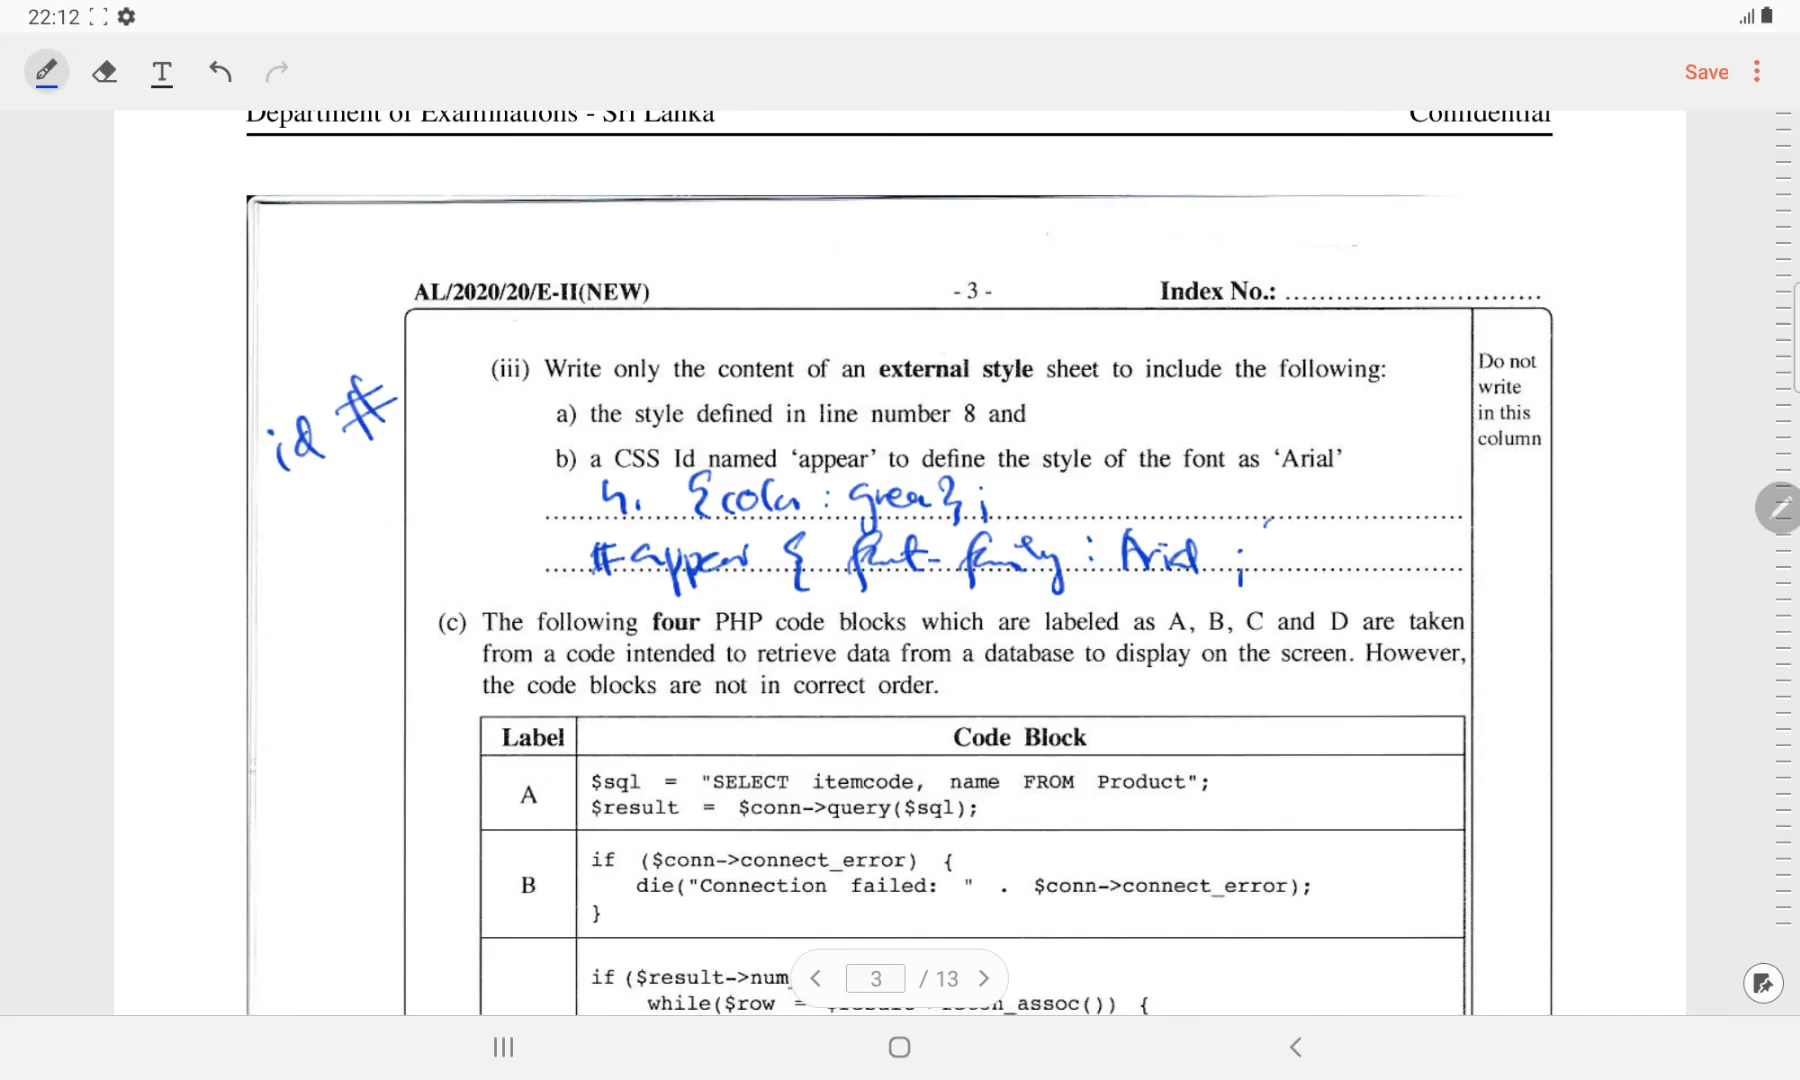 22:12
Save
Department of Examinations - Sri Lanka Confidential
AL/2020/20/E-II(NEW) - 3 - Index No.: ................................
(iii) Write only the content of an external style sheet to include the following:
a) the style defined in line number 8 and
b) a CSS Id named ‘appear’ to define the style of the font as ‘Arial’
Do not
write
in this
column
id #
{color : green} ;
#appear { font-family : Arial ;
(c) The following four PHP code blocks which are labeled as A, B, C and D are taken
from a code intended to retrieve data from a database to display on the screen. However,
the code blocks are not in correct order.
Label Code Block
A
$sql = "SELECT itemcode, name FROM Product";
$result = $conn->query($sql);
B
if ($conn->connect_error) {
die("Connection failed: " . $conn->connect_error);
}
if ($result->num_
while($row = _assoc()) {
3 / 13